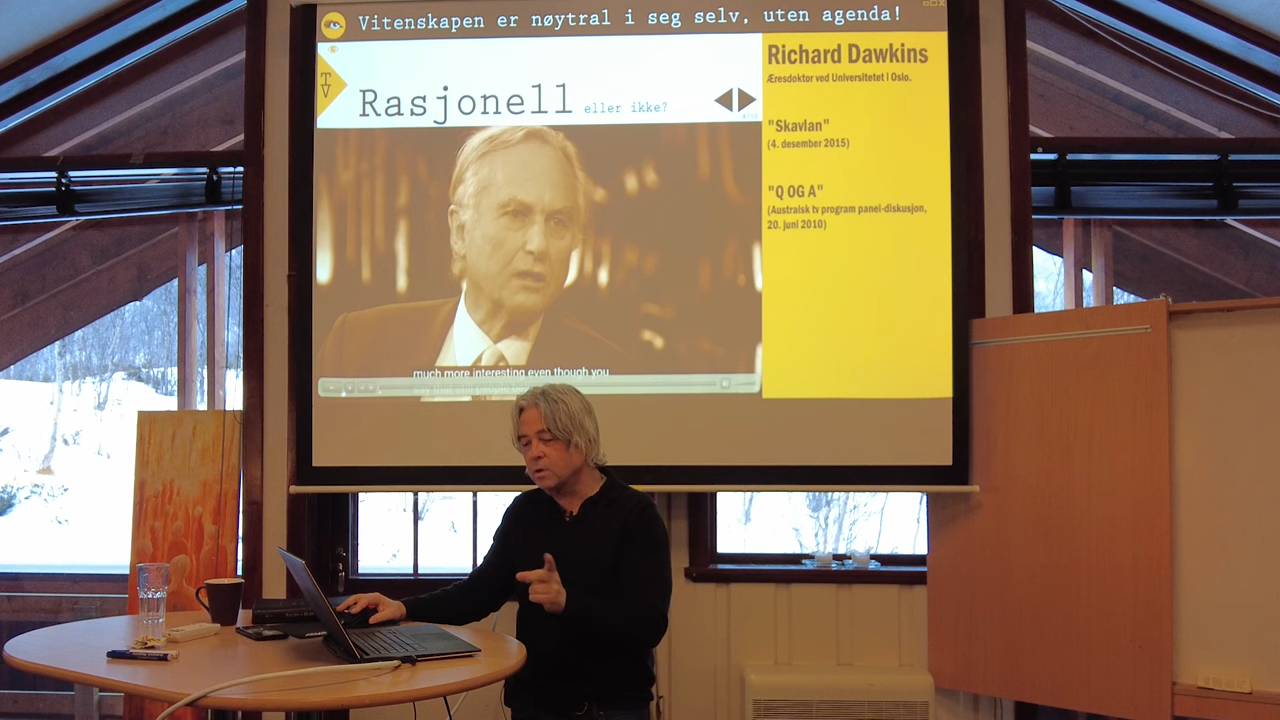 Vitenskapen er nøytral i seg selv, uten agenda!
TV
Rasjonell eller ikke?
Richard Dawkins
Æresdoktor ved Universitetet i Oslo.
"Skavlan"
(4. desember 2015)
"Q OG A"
(Australsk tv program panel-diskusjon,
20. juni 2010)
much more interesting even though you